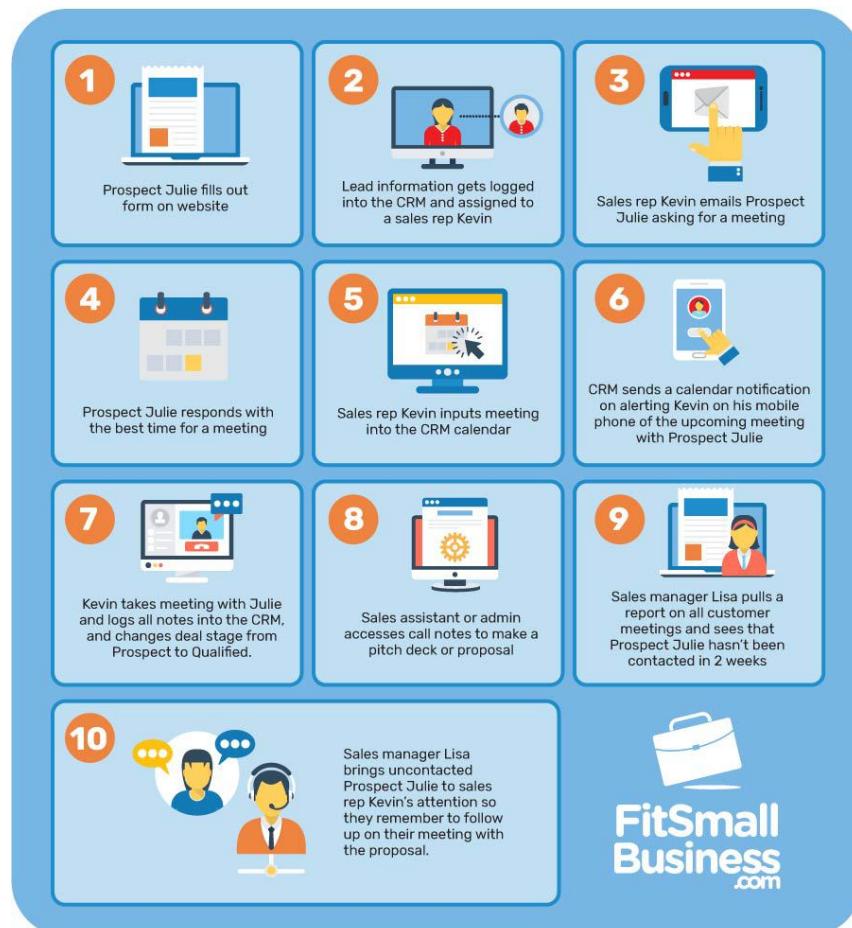 1
Prospect Julie fills out
form on website
2
Lead information gets logged
into the CRM and assigned to
a sales rep Kevin
3
Sales rep Kevin emails Prospect
Julie asking for a meeting
4
Prospect Julie responds with
the best time for a meeting
5
Sales rep Kevin inputs meeting
into the CRM calendar
6
CRM sends a calendar notification
on alerting Kevin on his mobile
phone of the upcoming meeting
with Prospect Julie
7
Kevin takes meeting with Julie
and logs all notes into the CRM,
and changes deal stage from
Prospect to Qualified.
8
Sales assistant or admin
accesses call notes to make a
pitch deck or proposal
9
Sales manager Lisa pulls a
report on all customer
meetings and sees that
Prospect Julie hasn't been
contacted in 2 weeks
10
Sales manager Lisa
brings uncontacted
Prospect Julie to sales
rep Kevin's attention so
they remember to follow
up on their meeting with
the proposal.
FitSmall
Business
.com